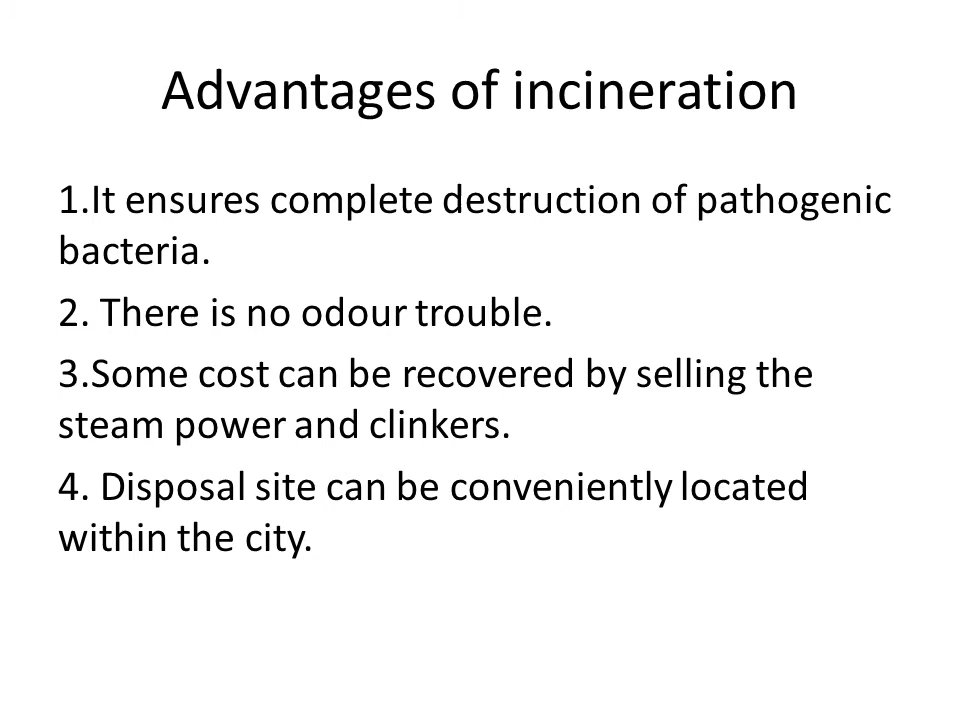 Advantages of incineration
1.It ensures complete destruction of pathogenic
bacteria.
2. There is no odour trouble.
3.Some cost can be recovered by selling the
steam power and clinkers.
4. Disposal site can be conveniently located
within the city.